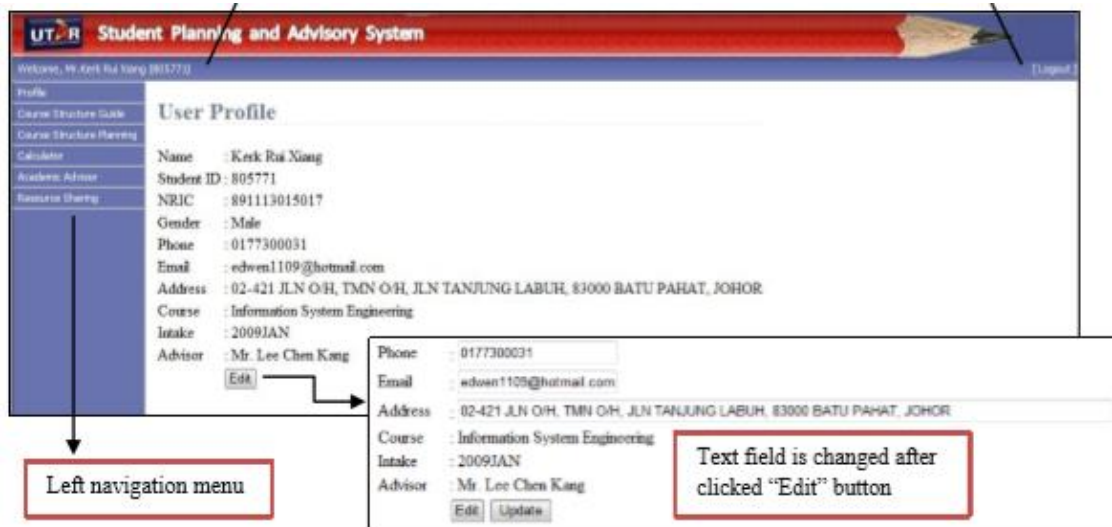 UTAR Student Planning and Advisory System
Welcome, Mr.Kerk Rui Xiang [805771] [Logout]
Profile
Course Structure Guide
Course Structure Planning
Calculator
Academic Advisor
Resource Sharing
User Profile
Name : Kerk Rui Xiang
Student ID : 805771
NRIC : 891113015017
Gender : Male
Phone : 0177300031
Email : edwen1109@hotmail.com
Address : 02-421 JLN O/H, TMN O/H, JLN TANJUNG LABUH, 83000 BATU PAHAT, JOHOR
Course : Information System Engineering
Intake : 2009JAN
Advisor : Mr. Lee Chen Kang
Edit
Phone : 0177300031
Email : edwen1109@hotmail.com
Address : 02-421 JLN O/H, TMN O/H, JLN TANJUNG LABUH, 83000 BATU PAHAT, JOHOR
Course : Information System Engineering
Intake : 2009JAN
Advisor : Mr. Lee Chen Kang
Edit Update
Left navigation menu
Text field is changed after
clicked “Edit” button